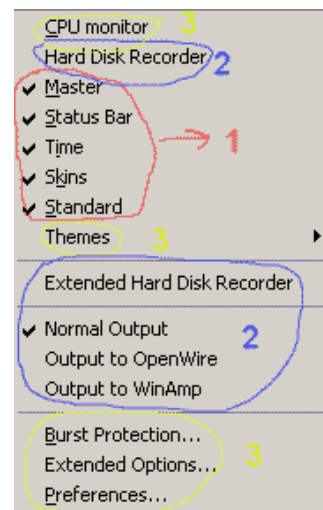 CPU monitor 3
Hard Disk Recorder 2
Master
Status Bar
Time 1
Skins
Standard
Themes 3
Extended Hard Disk Recorder
Normal Output 2
Output to OpenWire
Output to WinAmp
Burst Protection...
Extended Options... 3
Preferences...